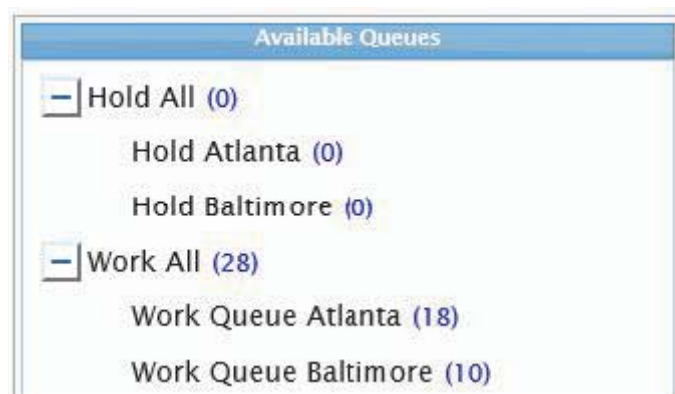 Available Queues
Hold All (0)
Hold Atlanta (0)
Hold Baltimore (0)
Work All (28)
Work Queue Atlanta (18)
Work Queue Baltimore (10)